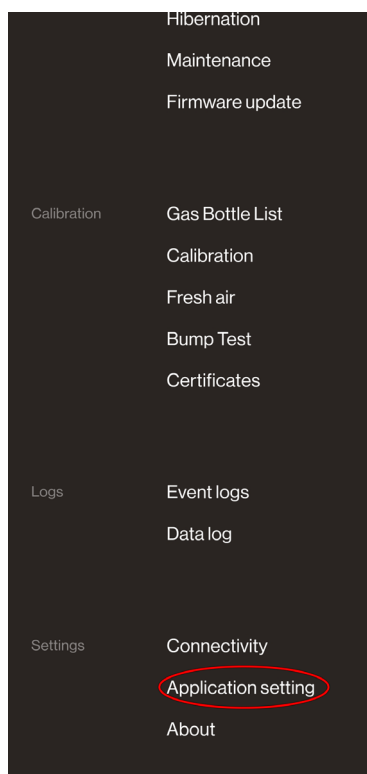 Hibernation
Maintenance
Firmware update
Calibration Gas Bottle List
Calibration
Fresh air
Bump Test
Certificates
Logs Event logs
Data log
Settings Connectivity
Application setting
About